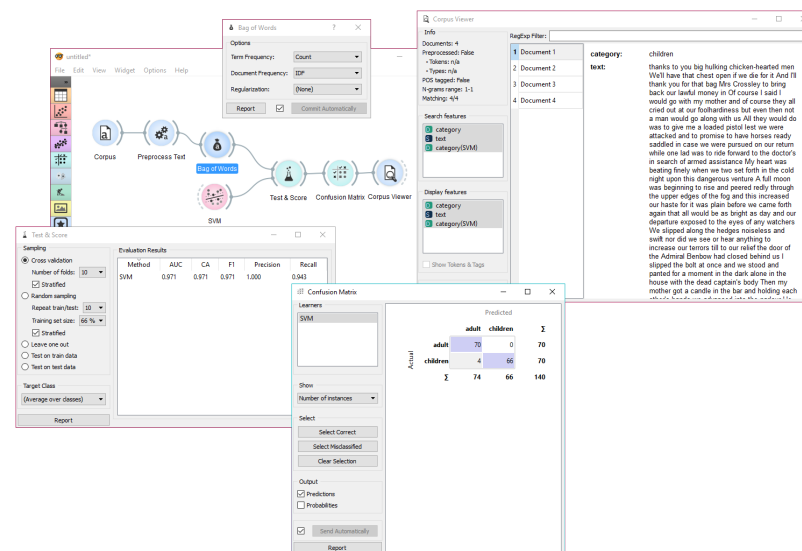 Bag of Words
Options
Term Frequency: Count
Document Frequency: IDF
Regularization: (None)
Report
Commit Automatically
untitled*
File Edit View Widget Options Help
Corpus
Preprocess Text
Bag of Words
SVM
Test & Score
Confusion Matrix
Corpus Viewer
Corpus Viewer
Info
Documents: 4
Preprocessed: False
• Tokens: n/a
• Types: n/a
POS tagged: False
N-grams range: 1-1
Matching: 4/4
Search features
category
text
category(SVM)
Display features
category
text
category(SVM)
Show Tokens & Tags
RegExp Filter:
1 Document 1
2 Document 2
3 Document 3
4 Document 4
category: children
text: thanks to you big hulking chicken-hearted men
We'll have that chest open if we die for it And I'll
thank you for that bag Mrs Crossley to bring
back our lawful money in Of course I said I
would go with my mother and of course they all
cried out at our foolhardiness but even then not
a man would go along with us All they would do
was to give me a loaded pistol lest we were
attacked and to promise to have horses ready
saddled in case we were pursued on our return
while one lad was to ride forward to the doctor's
in search of armed assistance My heart was
beating finely when we two set forth in the cold
night upon this dangerous venture A full moon
was beginning to rise and peered redly through
the upper edges of the fog and this increased
our haste for it was plain before we came forth
again that all would be as bright as day and our
departure exposed to the eyes of any watchers
We slipped along the hedges noiseless and
swift nor did we see or hear anything to
increase our terrors till to our relief the door of
the Admiral Benbow had closed behind us I
slipped the bolt at once and we stood and
panted for a moment in the dark alone in the
house with the dead captain's body Then my
mother got a candle in the bar and holding each
Test & Score
Sampling
Cross validation
Number of folds: 10
Stratified
Random sampling
Repeat train/test: 10
Training set size: 66 %
Stratified
Leave one out
Test on train data
Test on test data
Target Class
(Average over classes)
Report
Evaluation Results
Method AUC CA F1 Precision Recall
SVM 0.971 0.971 0.971 1.000 0.943
Confusion Matrix
Learners
SVM
Show
Number of instances
Select
Select Correct
Select Misclassified
Clear Selection
Output
Predictions
Probabilities
Send Automatically
Report
Predicted
adult children Σ
Actual
adult 70 0 70
children 4 66 70
Σ 74 66 140